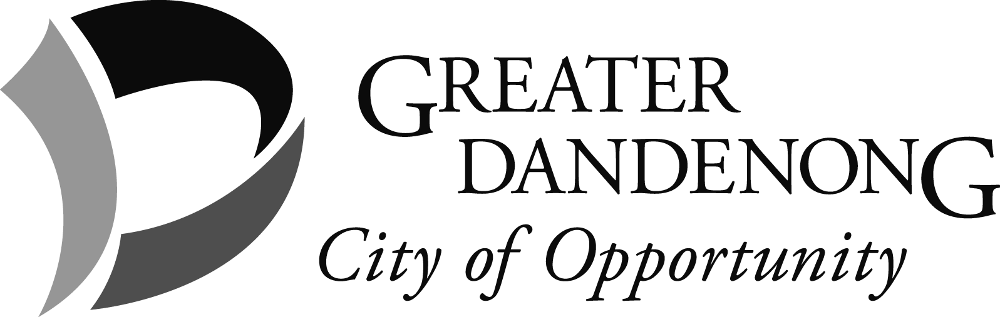 GREATER
DANDENONG
City of Opportunity